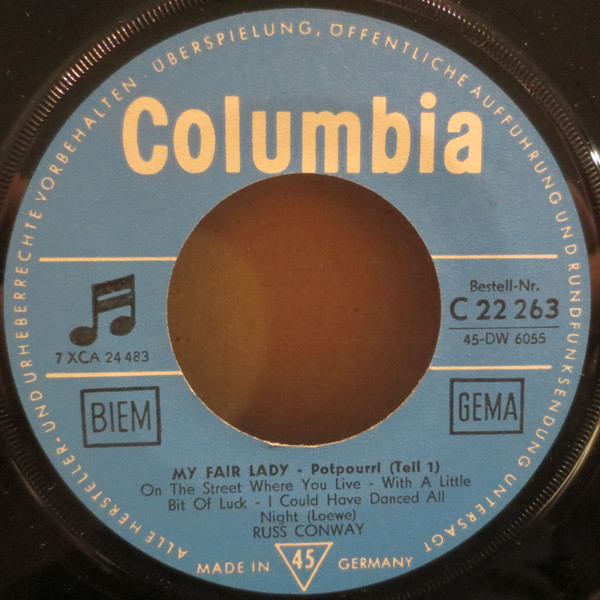 ALLE HERSTELLER- UND URHEBERRECHTE VORBEHALTEN · ÜBERSPIELUNG, ÖFFENTLICHE AUFFÜHRUNG UND RUNDFUNKSENDUNG UNTERSAGT
Columbia
7 XCA 24 483
Bestell-Nr.
C 22 263
45-DW 6055
BIEM
GEMA
MY FAIR LADY - Potpourri (Teil 1)
On The Street Where You Live - With A Little
Bit Of Luck - I Could Have Danced All
Night (Loewe)
RUSS CONWAY
MADE IN 45 GERMANY